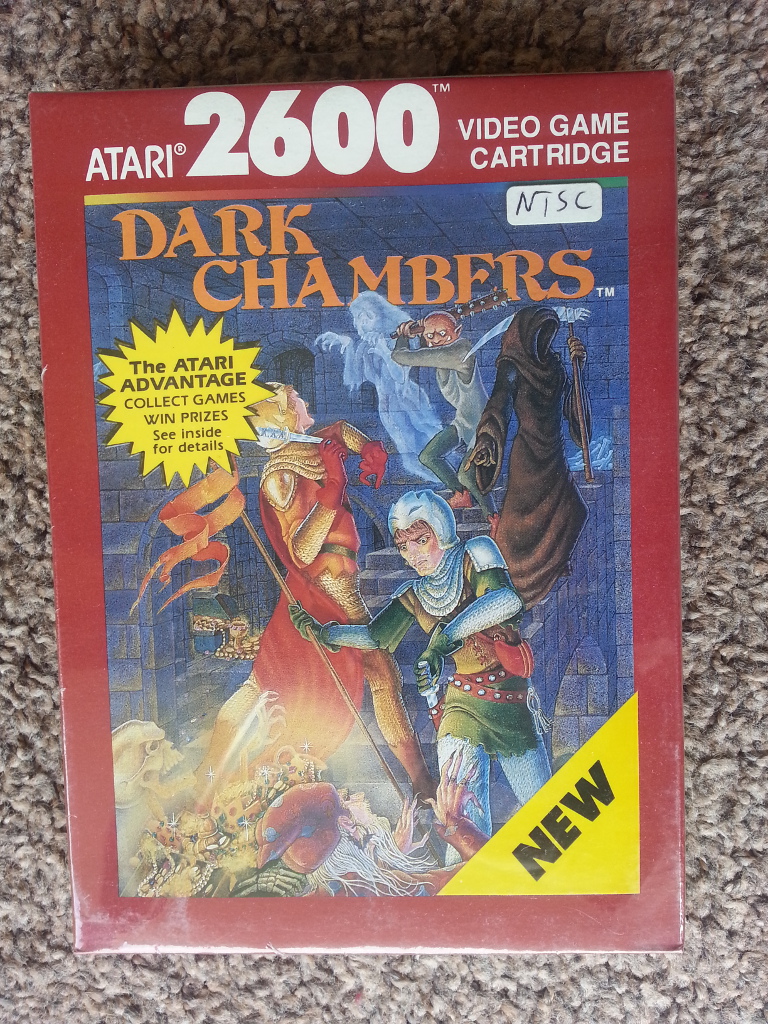 ATARI® 2600™ VIDEO GAME
CARTRIDGE
NTSC
DARK
CHAMBERS™
The ATARI
ADVANTAGE
COLLECT GAMES
WIN PRIZES
See inside
for details
NEW